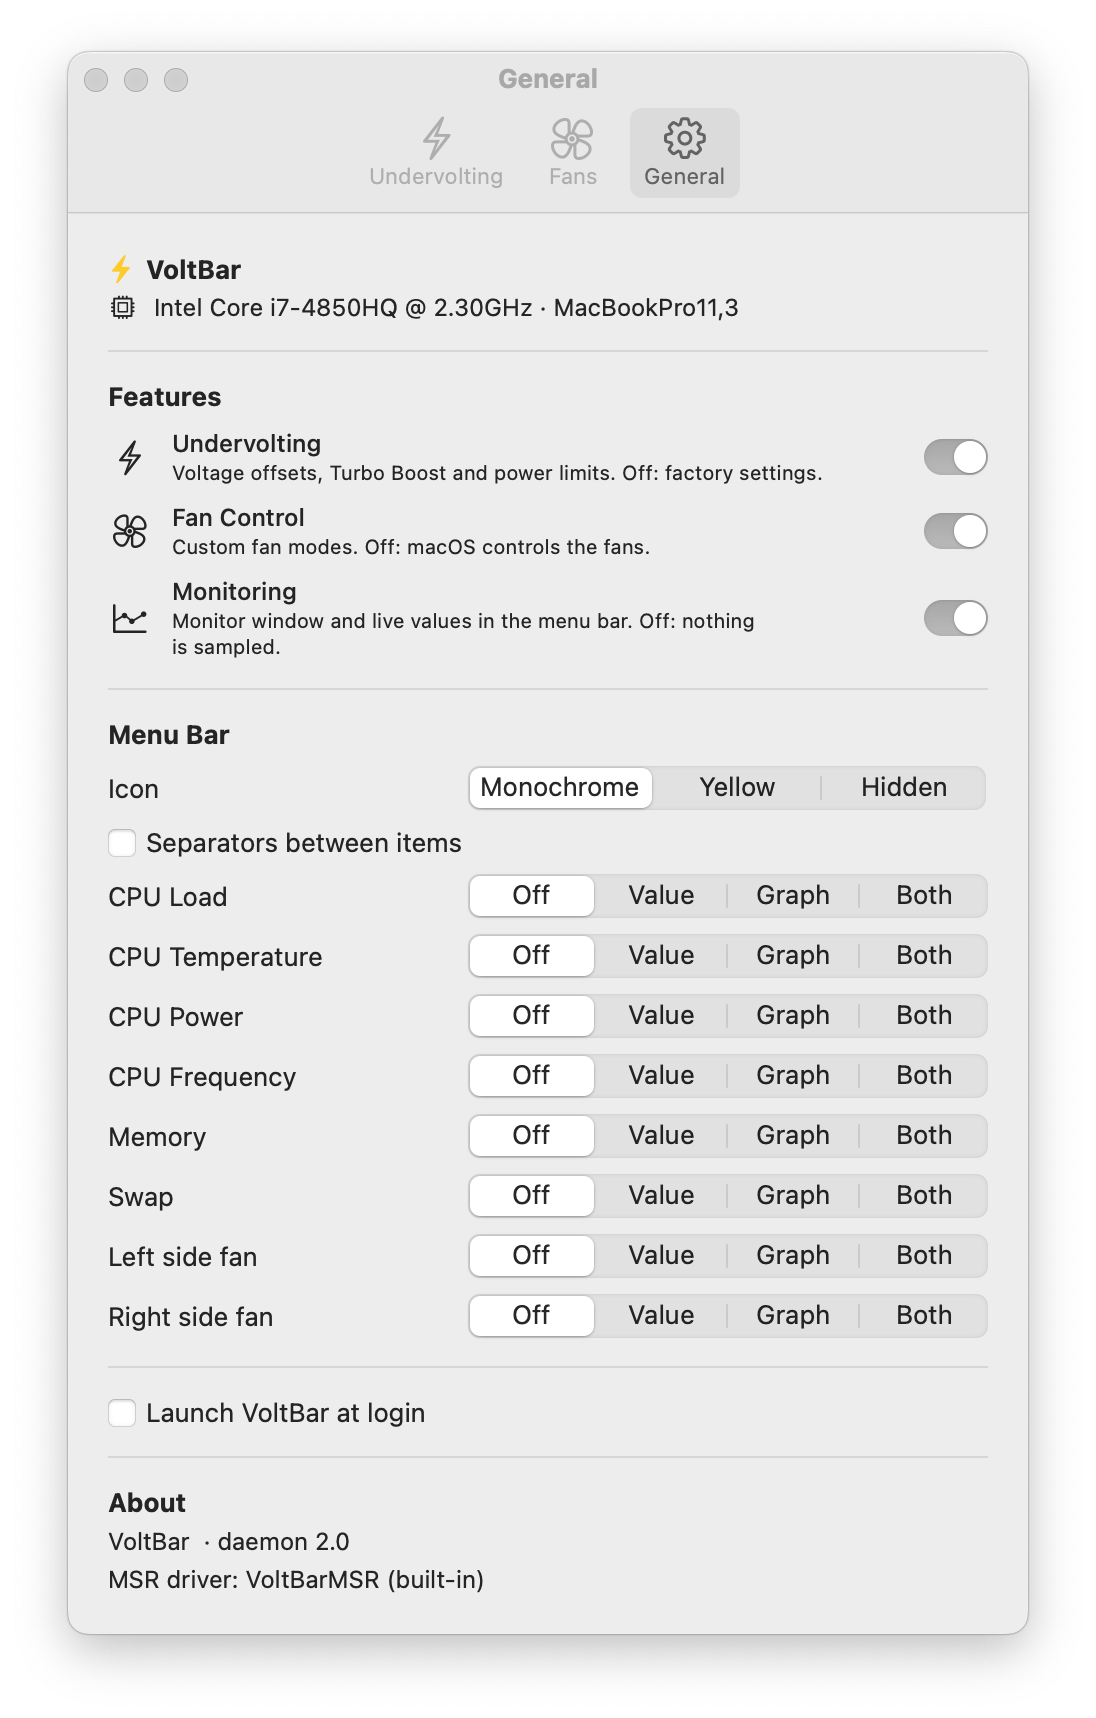 General
Undervolting Fans General
VoltBar
Intel Core i7-4850HQ @ 2.30GHz · MacBookPro11,3
Features
Undervolting
Voltage offsets, Turbo Boost and power limits. Off: factory settings.
Fan Control
Custom fan modes. Off: macOS controls the fans.
Monitoring
Monitor window and live values in the menu bar. Off: nothing
is sampled.
Menu Bar
Icon Monochrome Yellow Hidden
Separators between items
CPU Load Off Value Graph Both
CPU Temperature Off Value Graph Both
CPU Power Off Value Graph Both
CPU Frequency Off Value Graph Both
Memory Off Value Graph Both
Swap Off Value Graph Both
Left side fan Off Value Graph Both
Right side fan Off Value Graph Both
Launch VoltBar at login
About
VoltBar · daemon 2.0
MSR driver: VoltBarMSR (built-in)